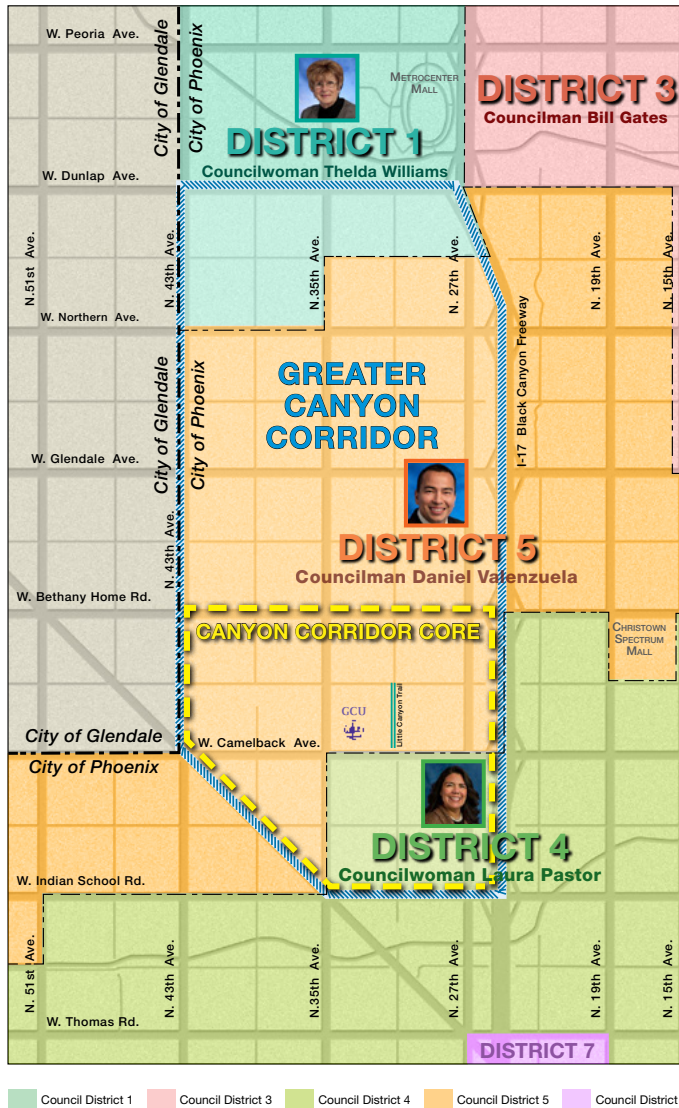 W. Peoria Ave.
City of Glendale
City of Phoenix
METROCENTER
MALL
DISTRICT 3
Councilman Bill Gates
DISTRICT 1
Councilwoman Thelda Williams
W. Dunlap Ave.
N. 51st Ave.
N. 43th Ave.
N.35th Ave.
N. 27th Ave.
N. 19th Ave.
N. 15th Ave.
W. Northern Ave.
I-17 Black Canyon Freeway
City of Glendale
City of Phoenix
GREATER
CANYON
CORRIDOR
W. Glendale Ave.
N. 43th Ave.
DISTRICT 5
Councilman Daniel Valenzuela
W. Bethany Home Rd.
CANYON CORRIDOR CORE
CHRISTOWN
SPECTRUM
MALL
GCU
Little Canyon Trail
City of Glendale
W. Camelback Ave.
City of Phoenix
DISTRICT 4
Councilwoman Laura Pastor
W. Indian School Rd.
N. 51st Ave.
N. 43th Ave.
N.35th Ave.
N. 27th Ave.
N. 19th Ave.
N. 15th Ave.
W. Thomas Rd.
DISTRICT 7
Council District 1
Council District 3
Council District 4
Council District 5
Council District